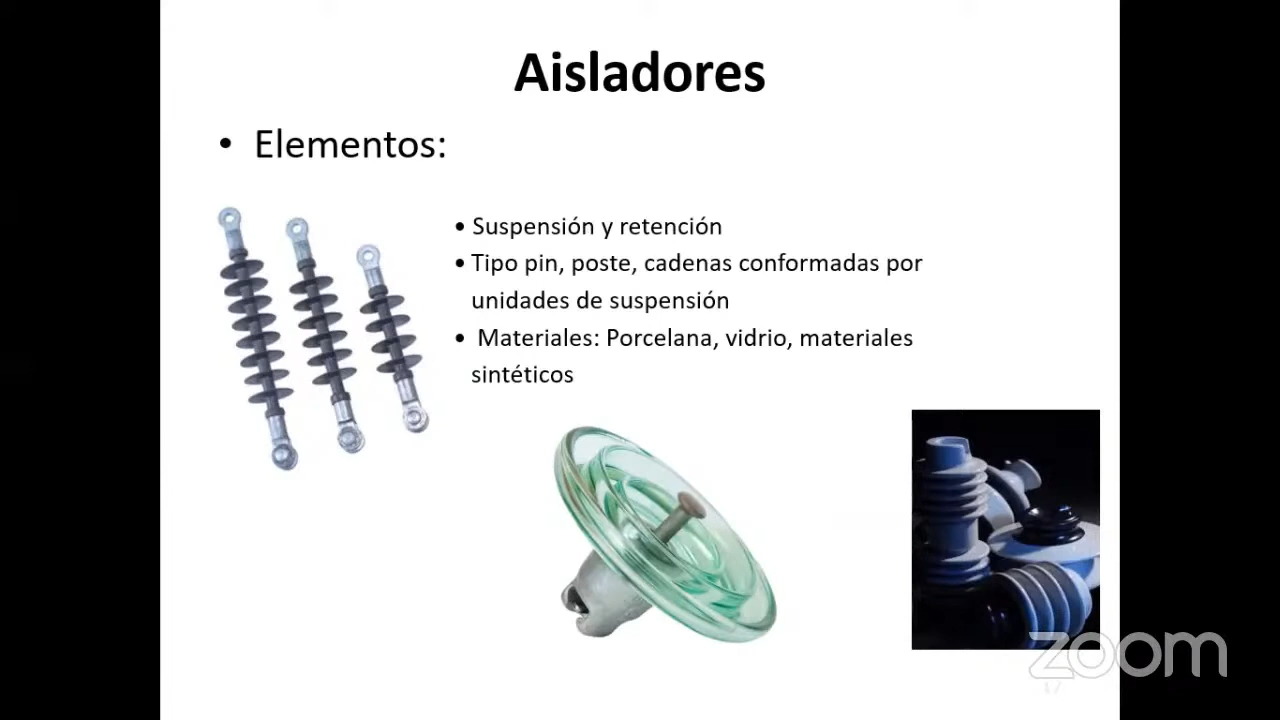 Aisladores
• Elementos:
• Suspensión y retención
• Tipo pin, poste, cadenas conformadas por
unidades de suspensión
• Materiales: Porcelana, vidrio, materiales
sintéticos
zoom
17